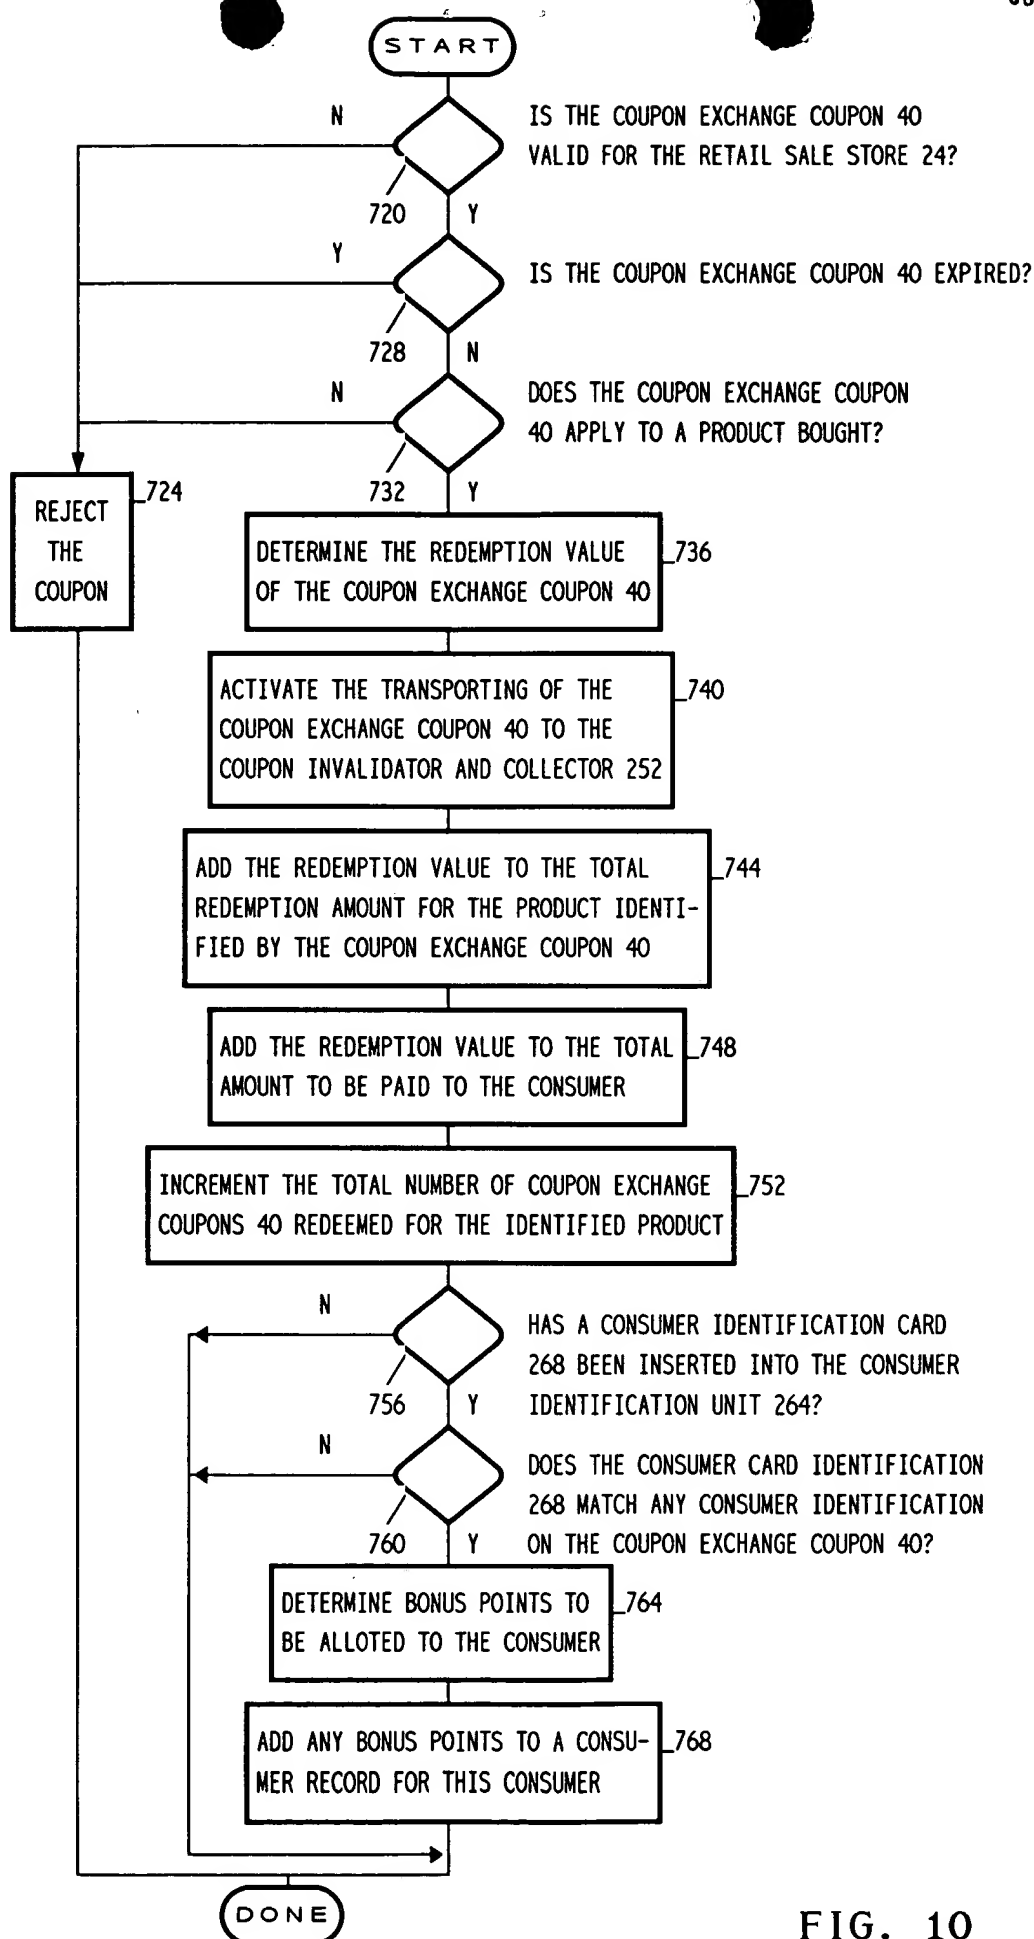 START
N
IS THE COUPON EXCHANGE COUPON 40
VALID FOR THE RETAIL SALE STORE 24?
720
Y
Y
IS THE COUPON EXCHANGE COUPON 40 EXPIRED?
728
N
N
DOES THE COUPON EXCHANGE COUPON
40 APPLY TO A PRODUCT BOUGHT?
732
Y
REJECT
THE
COUPON
724
DETERMINE THE REDEMPTION VALUE
OF THE COUPON EXCHANGE COUPON 40
736
ACTIVATE THE TRANSPORTING OF THE
COUPON EXCHANGE COUPON 40 TO THE
COUPON INVALIDATOR AND COLLECTOR 252
740
ADD THE REDEMPTION VALUE TO THE TOTAL
REDEMPTION AMOUNT FOR THE PRODUCT IDENTI-
FIED BY THE COUPON EXCHANGE COUPON 40
744
ADD THE REDEMPTION VALUE TO THE TOTAL
AMOUNT TO BE PAID TO THE CONSUMER
748
INCREMENT THE TOTAL NUMBER OF COUPON EXCHANGE
COUPONS 40 REDEEMED FOR THE IDENTIFIED PRODUCT
752
N
HAS A CONSUMER IDENTIFICATION CARD
268 BEEN INSERTED INTO THE CONSUMER
IDENTIFICATION UNIT 264?
756
Y
N
DOES THE CONSUMER CARD IDENTIFICATION
268 MATCH ANY CONSUMER IDENTIFICATION
ON THE COUPON EXCHANGE COUPON 40?
760
Y
DETERMINE BONUS POINTS TO
BE ALLOTED TO THE CONSUMER
764
ADD ANY BONUS POINTS TO A CONSU-
MER RECORD FOR THIS CONSUMER
768
DONE
FIG. 10